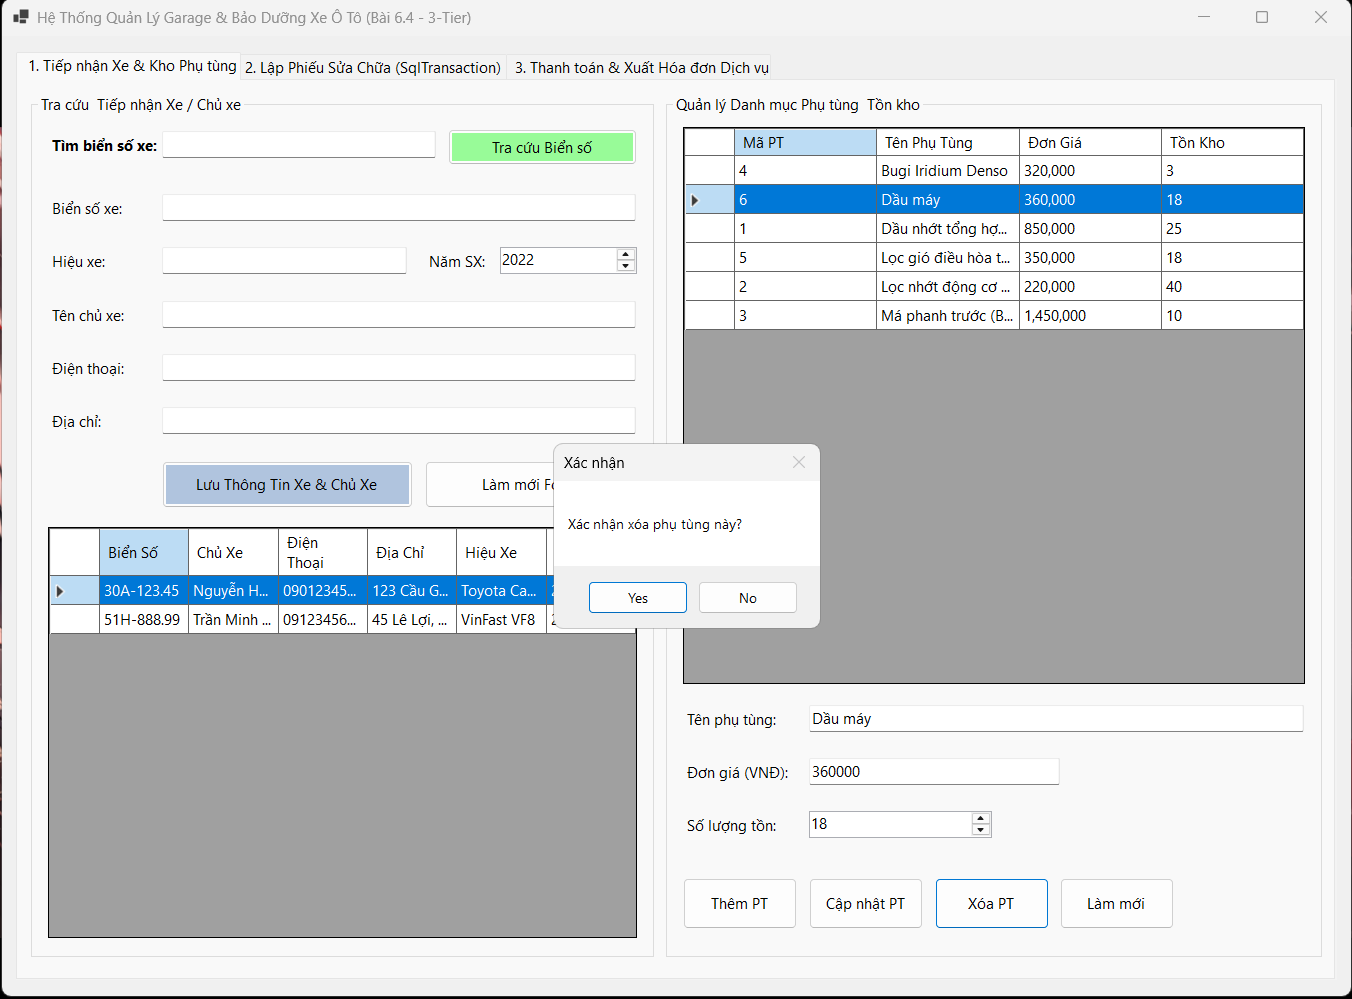 Hệ Thống Quản Lý Garage & Bảo Dưỡng Xe Ô Tô (Bài 6.4 - 3-Tier)
1. Tiếp nhận Xe & Kho Phụ tùng
2. Lập Phiếu Sửa Chữa (SqlTransaction)
3. Thanh toán & Xuất Hóa đơn Dịch vụ
Tra cứu  Tiếp nhận Xe / Chủ xe
Tìm biển số xe:
Tra cứu Biển số
Biển số xe:
Hiệu xe:
Năm SX: 2022
Tên chủ xe:
Điện thoại:
Địa chỉ:
Lưu Thông Tin Xe & Chủ Xe
Làm mới Fo
Biển Số Chủ Xe Điện Thoại Địa Chỉ Hiệu Xe
30A-123.45 Nguyễn H... 09012345... 123 Cầu G... Toyota Ca... 2
51H-888.99 Trần Minh ... 09123456... 45 Lê Lợi, ... VinFast VF8 2
Quản lý Danh mục Phụ tùng  Tồn kho
Mã PT Tên Phụ Tùng Đơn Giá Tồn Kho
4 Bugi Iridium Denso 320,000 3
6 Dầu máy 360,000 18
1 Dầu nhớt tổng hợ... 850,000 25
5 Lọc gió điều hòa t... 350,000 18
2 Lọc nhớt động cơ ... 220,000 40
3 Má phanh trước (B... 1,450,000 10
Xác nhận
Xác nhận xóa phụ tùng này?
Yes No
Tên phụ tùng: Dầu máy
Đơn giá (VNĐ): 360000
Số lượng tồn: 18
Thêm PT
Cập nhật PT
Xóa PT
Làm mới